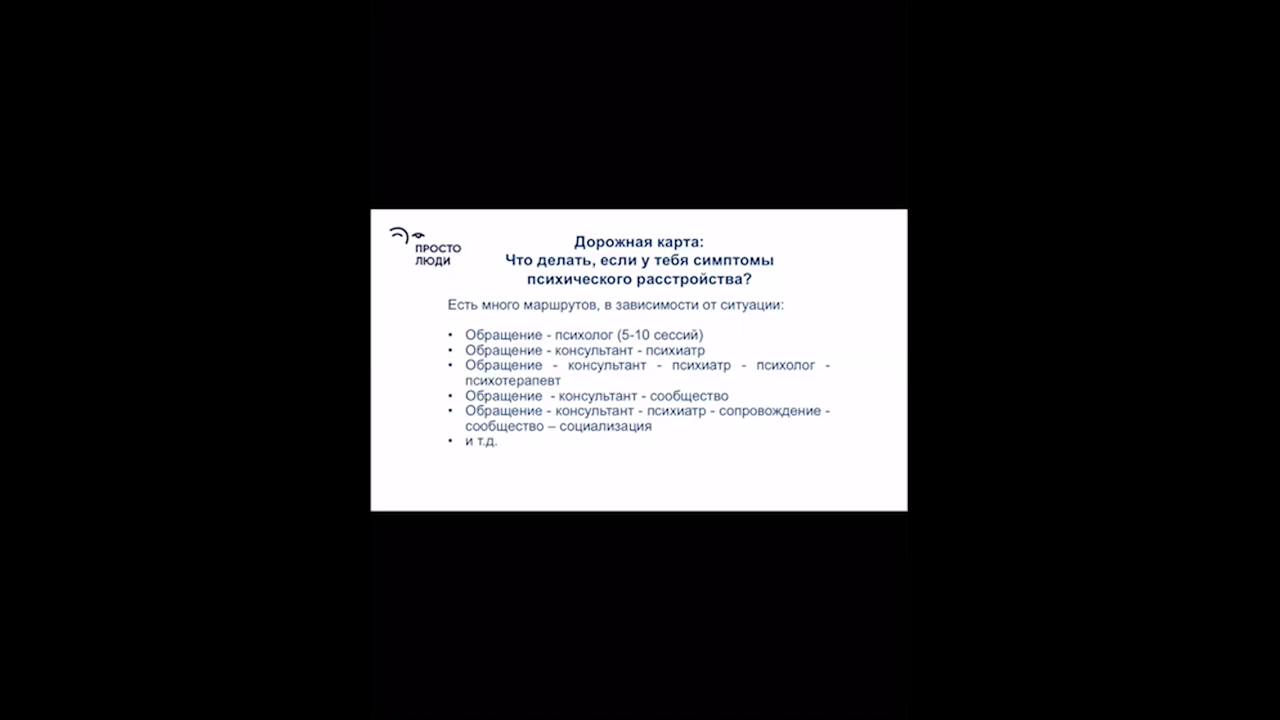 ПРОСТО
ЛЮДИ
Дорожная карта:
Что делать, если у тебя симптомы
психического расстройства?
Есть много маршрутов, в зависимости от ситуации:
• Обращение - психолог (5-10 сессий)
• Обращение - консультант - психиатр
• Обращение - консультант - психиатр - психолог -
психотерапевт
• Обращение - консультант - сообщество
• Обращение - консультант - психиатр - сопровождение -
сообщество – социализация
• и т.д.